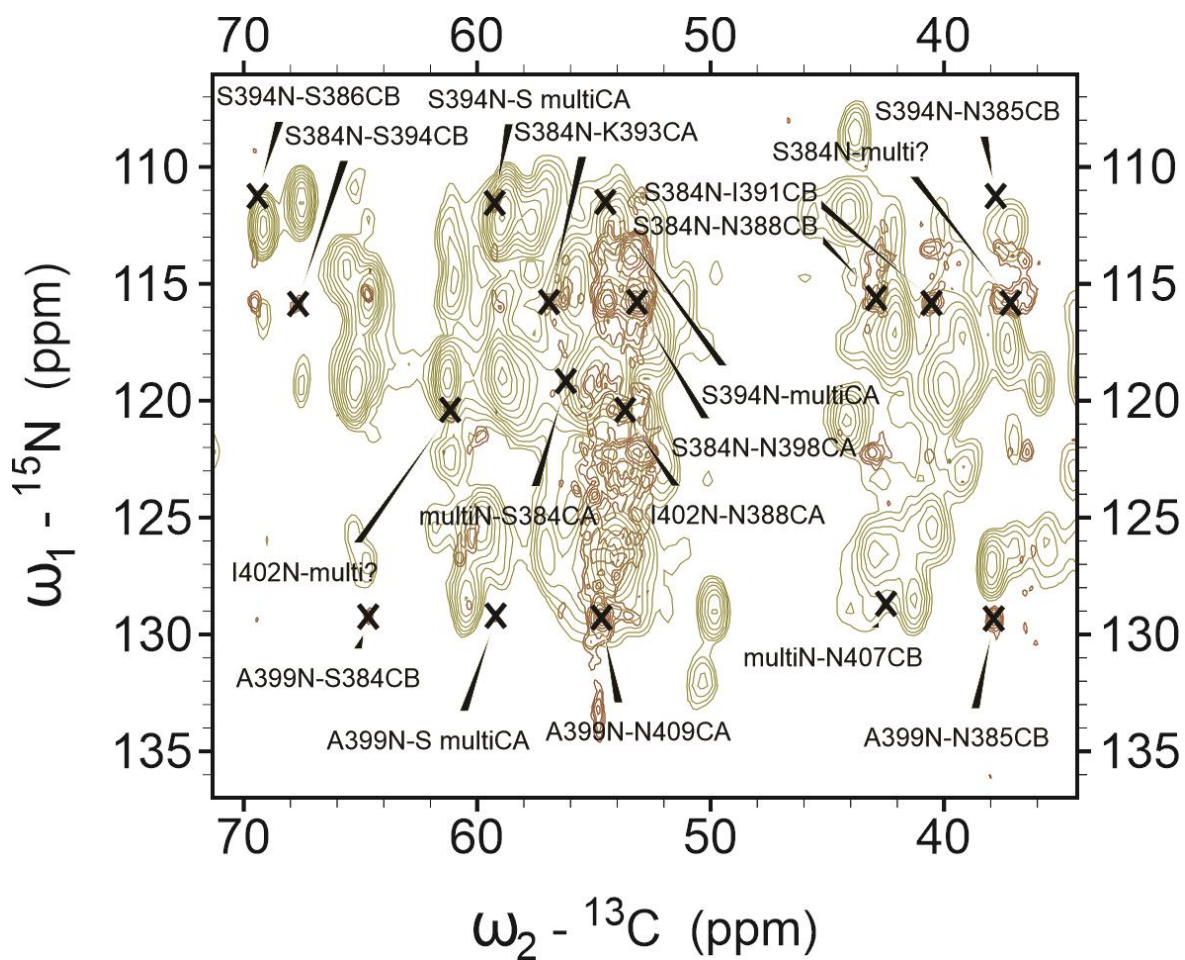 70 60 50 40
S394N-S386CB S394N-S multiCA S394N-N385CB
S384N-S394CB S384N-K393CA S384N-multi?
110 110
S384N-I391CB
S384N-N388CB
115 115
120 120
S394N-multiCA
S384N-N398CA
multiN-S384CA I402N-N388CA
125 125
I402N-multi?
130 130
multiN-N407CB
A399N-S384CB
A399N-S multiCA A399N-N409CA A399N-N385CB
135 135
70 60 50 40
ω1 - 15N (ppm)
ω2 - 13C (ppm)